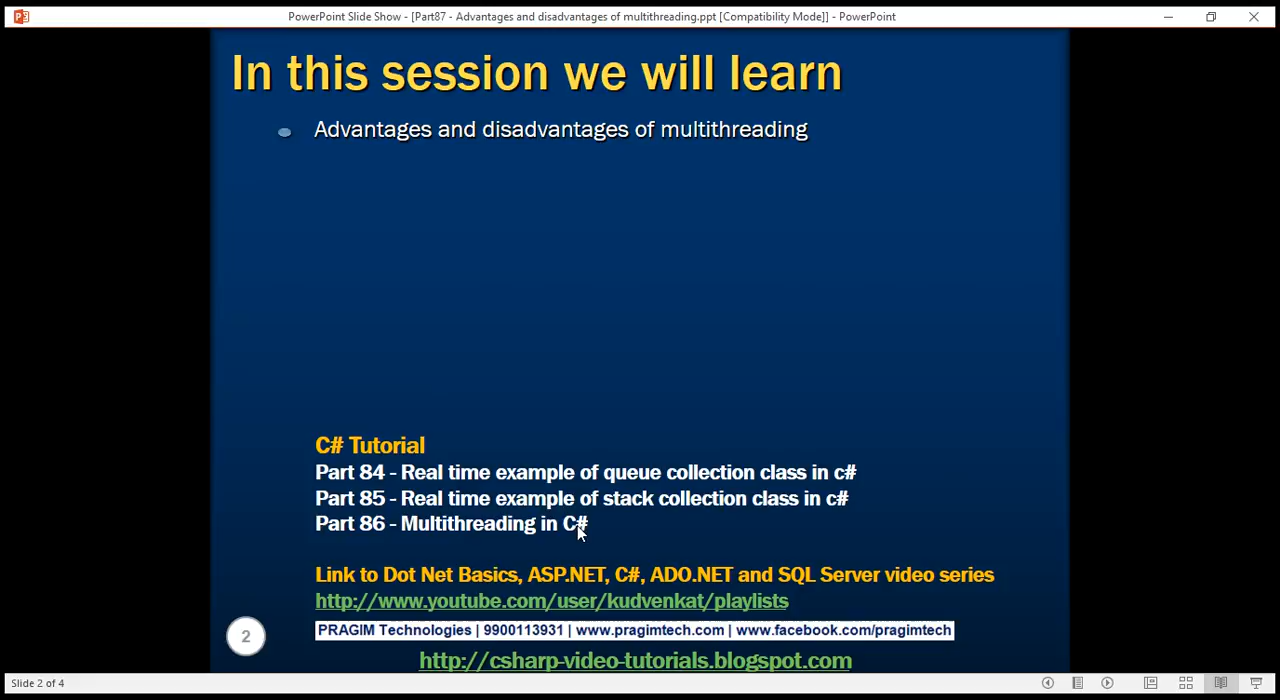 PowerPoint Slide Show - [Part87 - Advantages and disadvantages of multithreading.ppt [Compatibility Mode]] - PowerPoint
In this session we will learn
Advantages and disadvantages of multithreading
C# Tutorial
Part 84 - Real time example of queue collection class in c#
Part 85 - Real time example of stack collection class in c#
Part 86 - Multithreading in C#
Link to Dot Net Basics, ASP.NET, C#, ADO.NET and SQL Server video series
http://www.youtube.com/user/kudvenkat/playlists
PRAGIM Technologies | 9900113931 | www.pragimtech.com | www.facebook.com/pragimtech
2
http://csharp-video-tutorials.blogspot.com
Slide 2 of 4